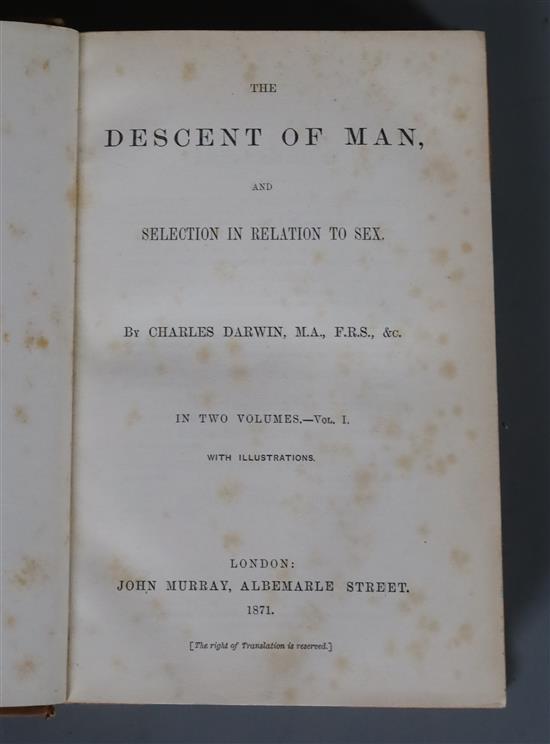 THE
DESCENT OF MAN,
AND
SELECTION IN RELATION TO SEX.
BY CHARLES DARWIN, M.A., F.R.S., &C.
IN TWO VOLUMES.—VOL. I.
WITH ILLUSTRATIONS.
LONDON:
JOHN MURRAY, ALBEMARLE STREET.
1871.
[The right of Translation is reserved.]